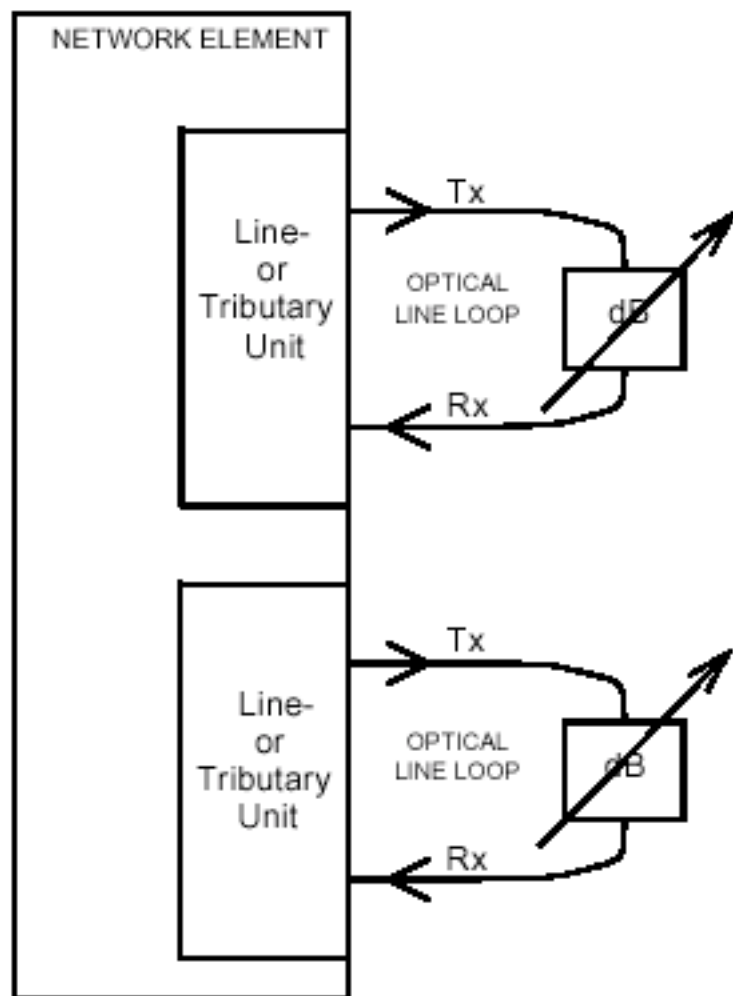 NETWORK ELEMENT
Line-
or
Tributary
Unit
Tx
OPTICAL
LINE LOOP
dB
Rx
Line-
or
Tributary
Unit
Tx
OPTICAL
LINE LOOP
dB
Rx